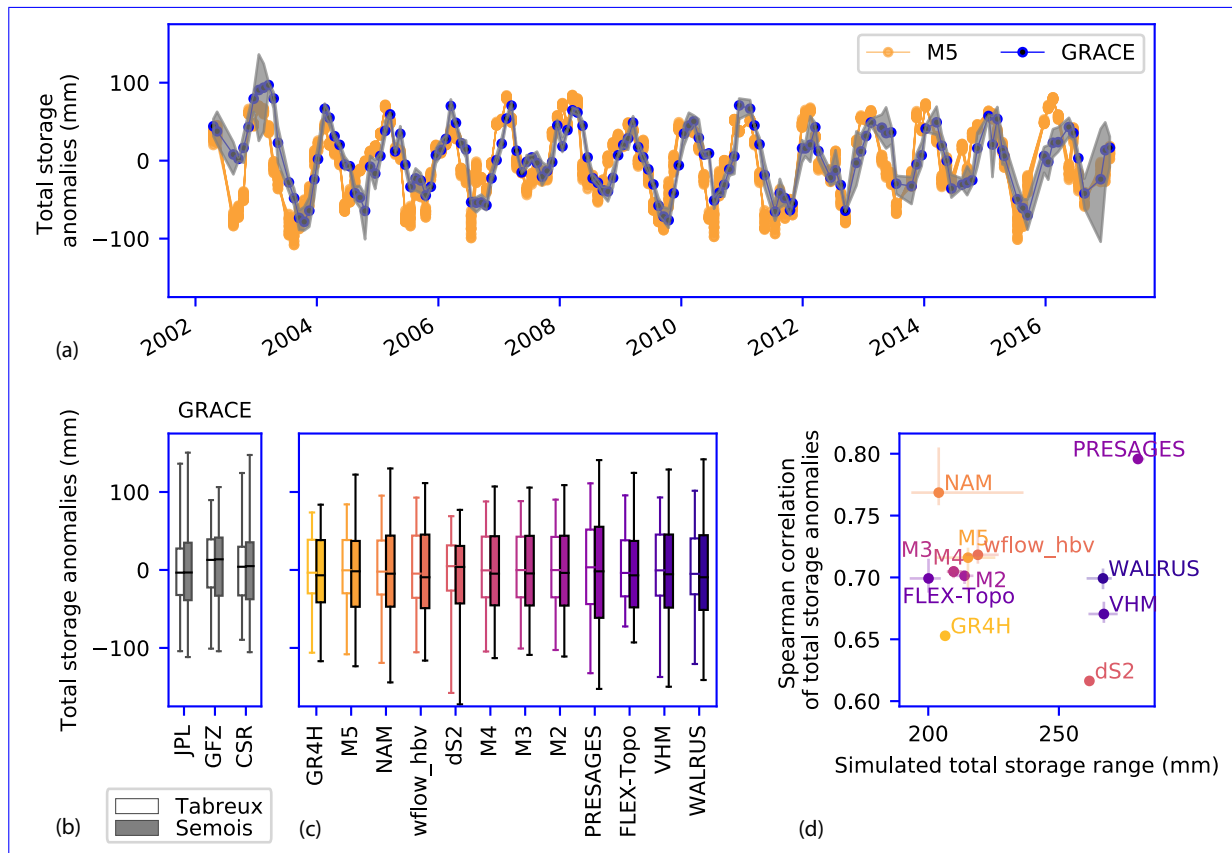 Total storage
anomalies (mm)
100
0
−100
M5
GRACE
2002
2004
2006
2008
2010
2012
2014
2016
(a)
GRACE
Total storage anomalies (mm)
100
0
−100
JPL
GFZ
CSR
Tabreux
Semois
(b)
GR4H
M5
NAM
wflow_hbv
dS2
M4
M3
M2
PRESAGES
FLEX-Topo
VHM
WALRUS
(c)
Spearman correlation
of total storage anomalies
0.80
0.75
0.70
0.65
0.60
PRESAGES
NAM
M5
wflow_hbv
M3
M4
M2
FLEX-Topo
WALRUS
VHM
GR4H
dS2
200
250
Simulated total storage range (mm)
(d)